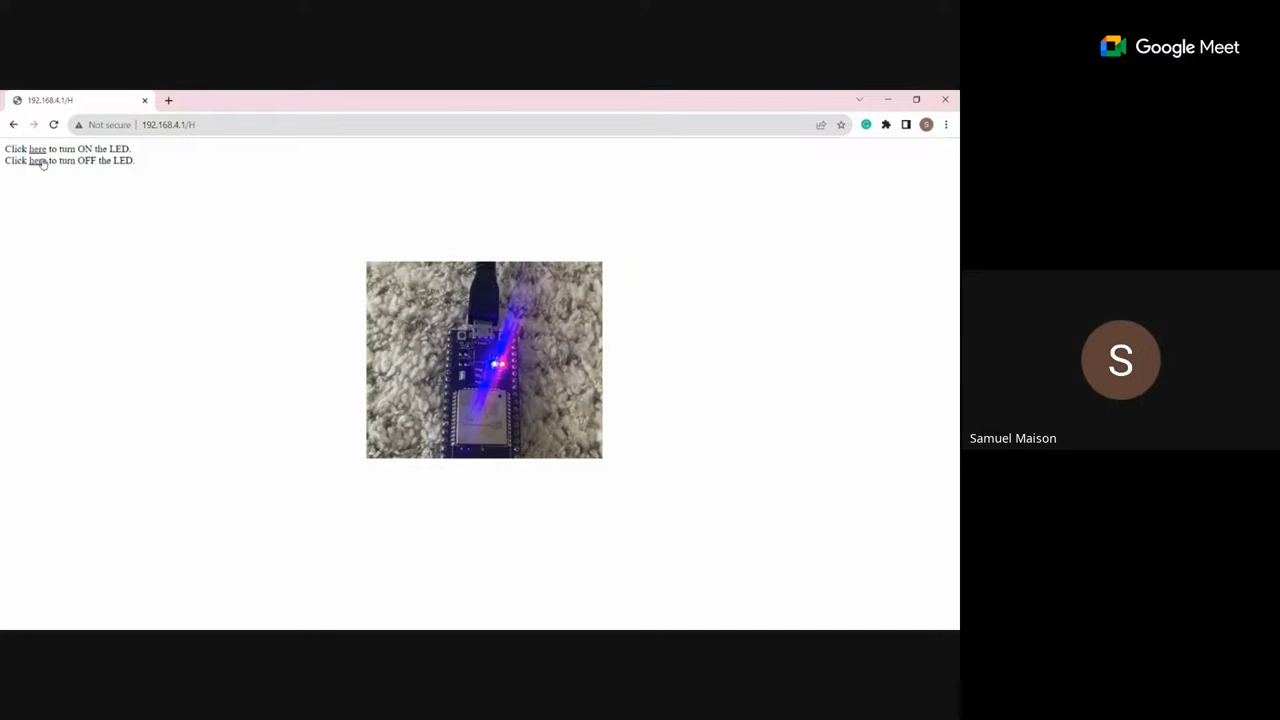 Google Meet
192.168.4.1/H
Not secure
192.168.4.1/H
S
Click here to turn ON the LED.
Click here to turn OFF the LED.
S
Samuel Maison